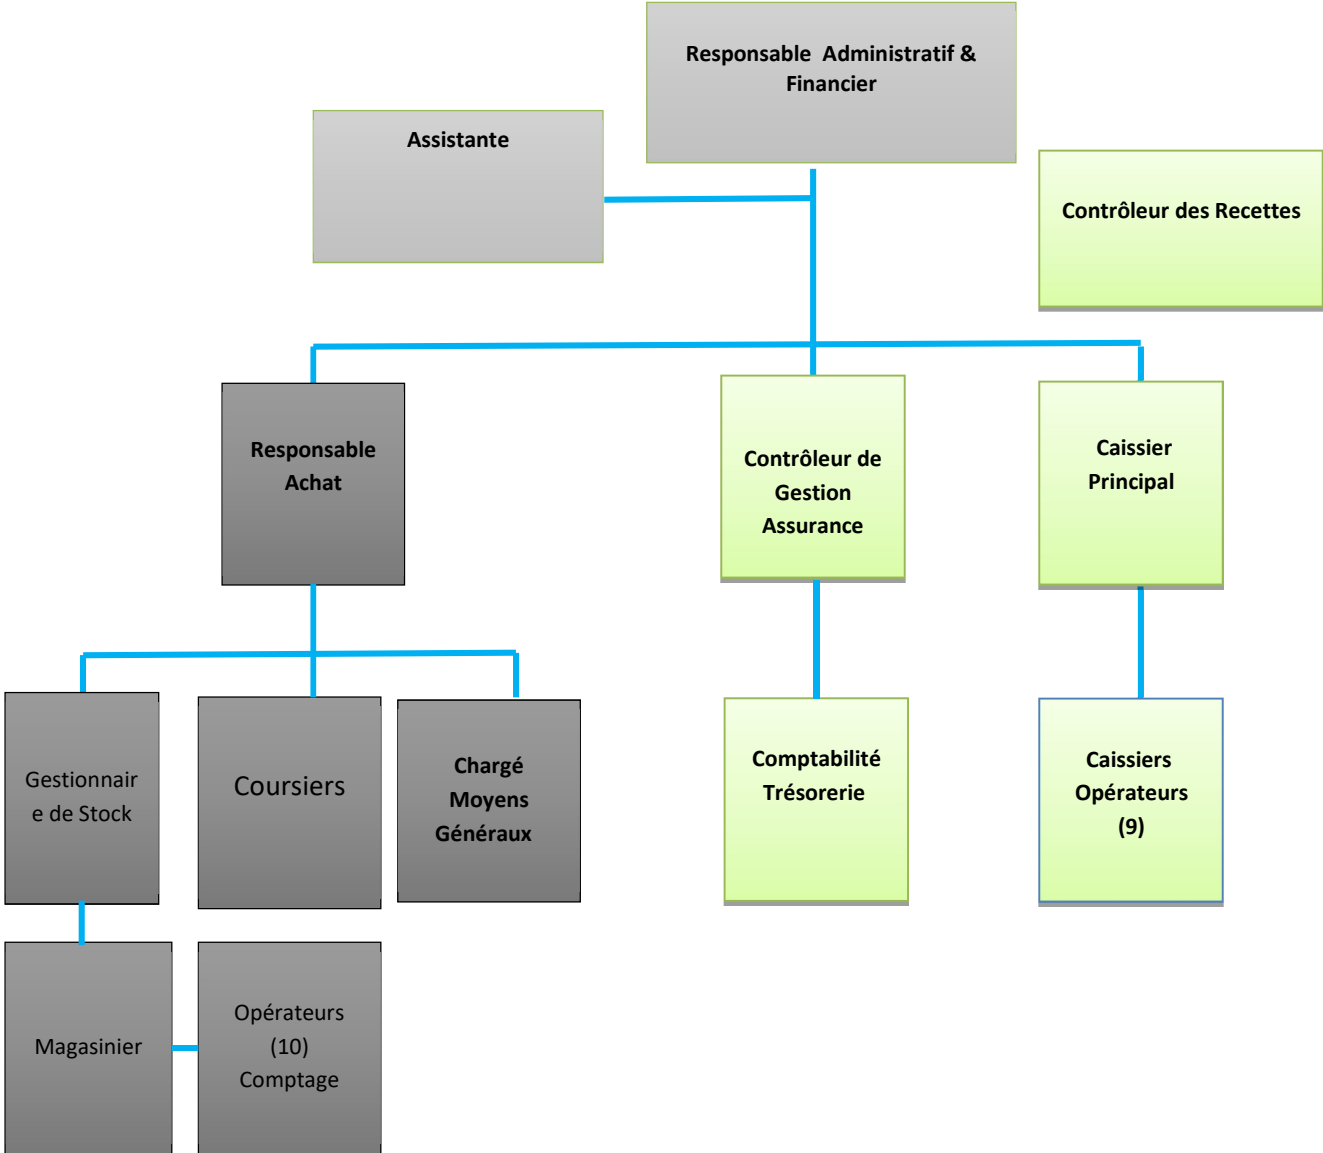 Responsable  Administratif &
Financier
Assistante
Contrôleur des Recettes
Responsable
Achat
Contrôleur de
Gestion
Assurance
Caissier
Principal
Gestionnair
e de Stock
Coursiers
Chargé
Moyens
Généraux
Comptabilité
Trésorerie
Caissiers
Opérateurs
(9)
Magasinier
Opérateurs
(10)
Comptage